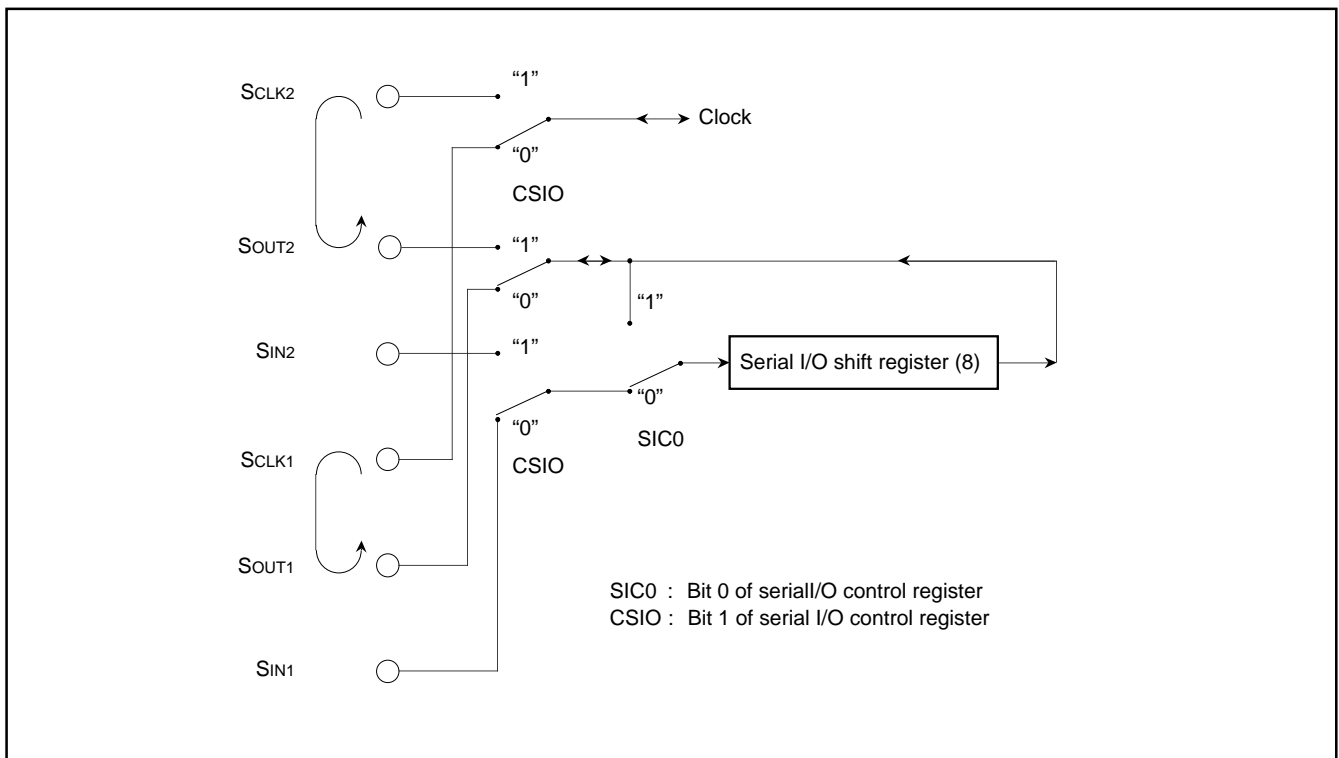 "1"
SCLK2
Clock
"0"
CSIO
SOUT2
"1"
"0"
"1"
SIN2
"1"
Serial I/O shift register (8)
"0"
"0"
SIC0
SCLK1
CSIO
SOUT1
SIC0 : Bit 0 of seriall/O control register
CSIO : Bit 1 of serial I/O control register
SIN1